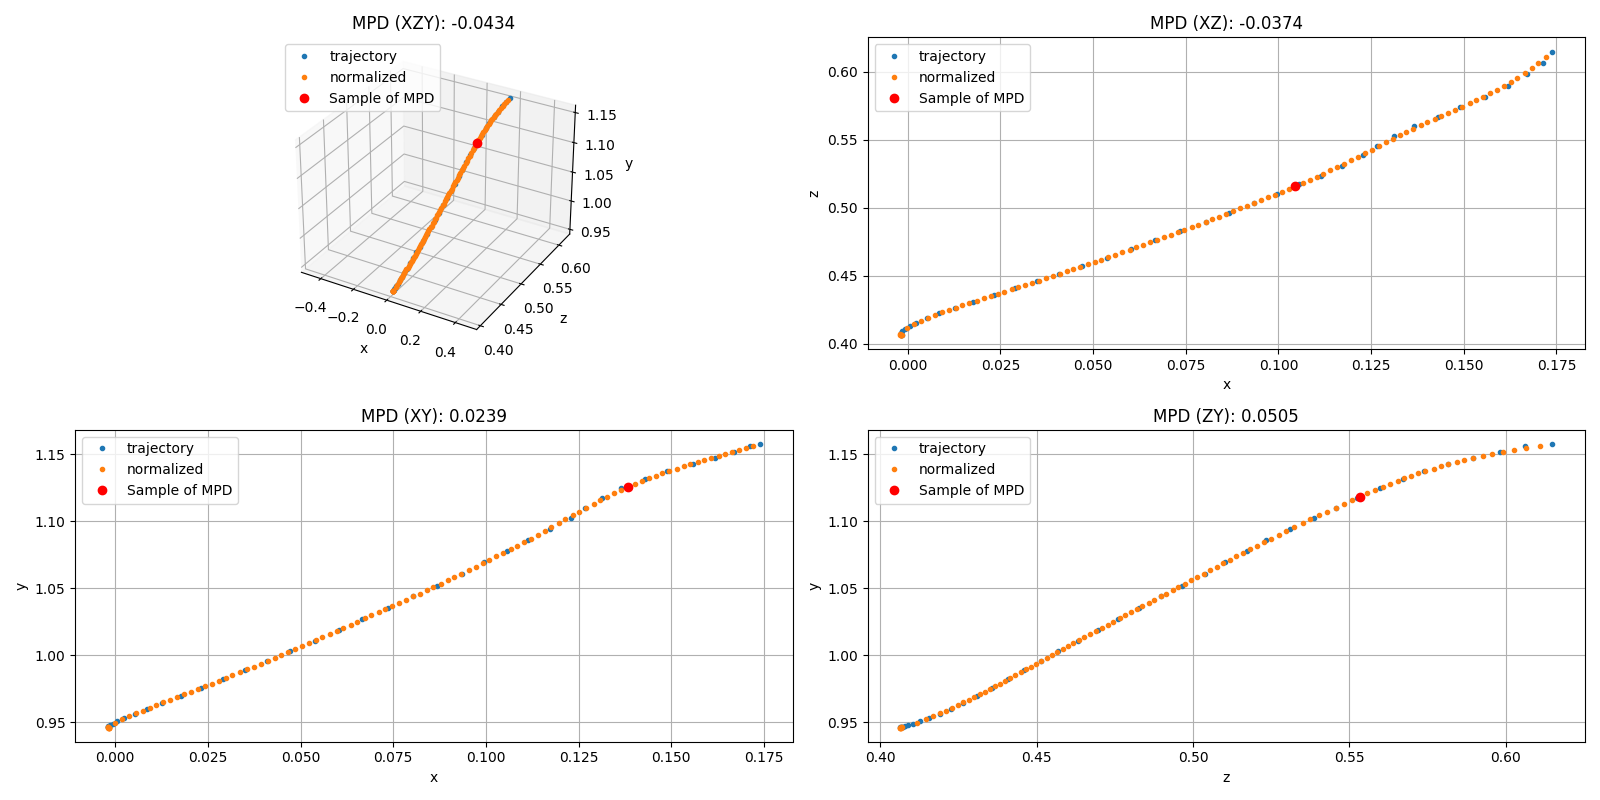 MPD (XZY): -0.0434
trajectory
normalized
Sample of MPD
1.15
1.10
1.05
1.00
0.95
y
0.60
0.55
0.50
0.45
0.40
z
−0.4
−0.2
0.0
0.2
0.4
x
MPD (XZ): -0.0374
trajectory
normalized
Sample of MPD
0.60
0.55
0.50
0.45
0.40
z
0.000 0.025 0.050 0.075 0.100 0.125 0.150 0.175
x
MPD (XY): 0.0239
trajectory
normalized
Sample of MPD
1.15
1.10
1.05
1.00
0.95
y
0.000 0.025 0.050 0.075 0.100 0.125 0.150 0.175
x
MPD (ZY): 0.0505
trajectory
normalized
Sample of MPD
1.15
1.10
1.05
1.00
0.95
y
0.40 0.45 0.50 0.55 0.60
z